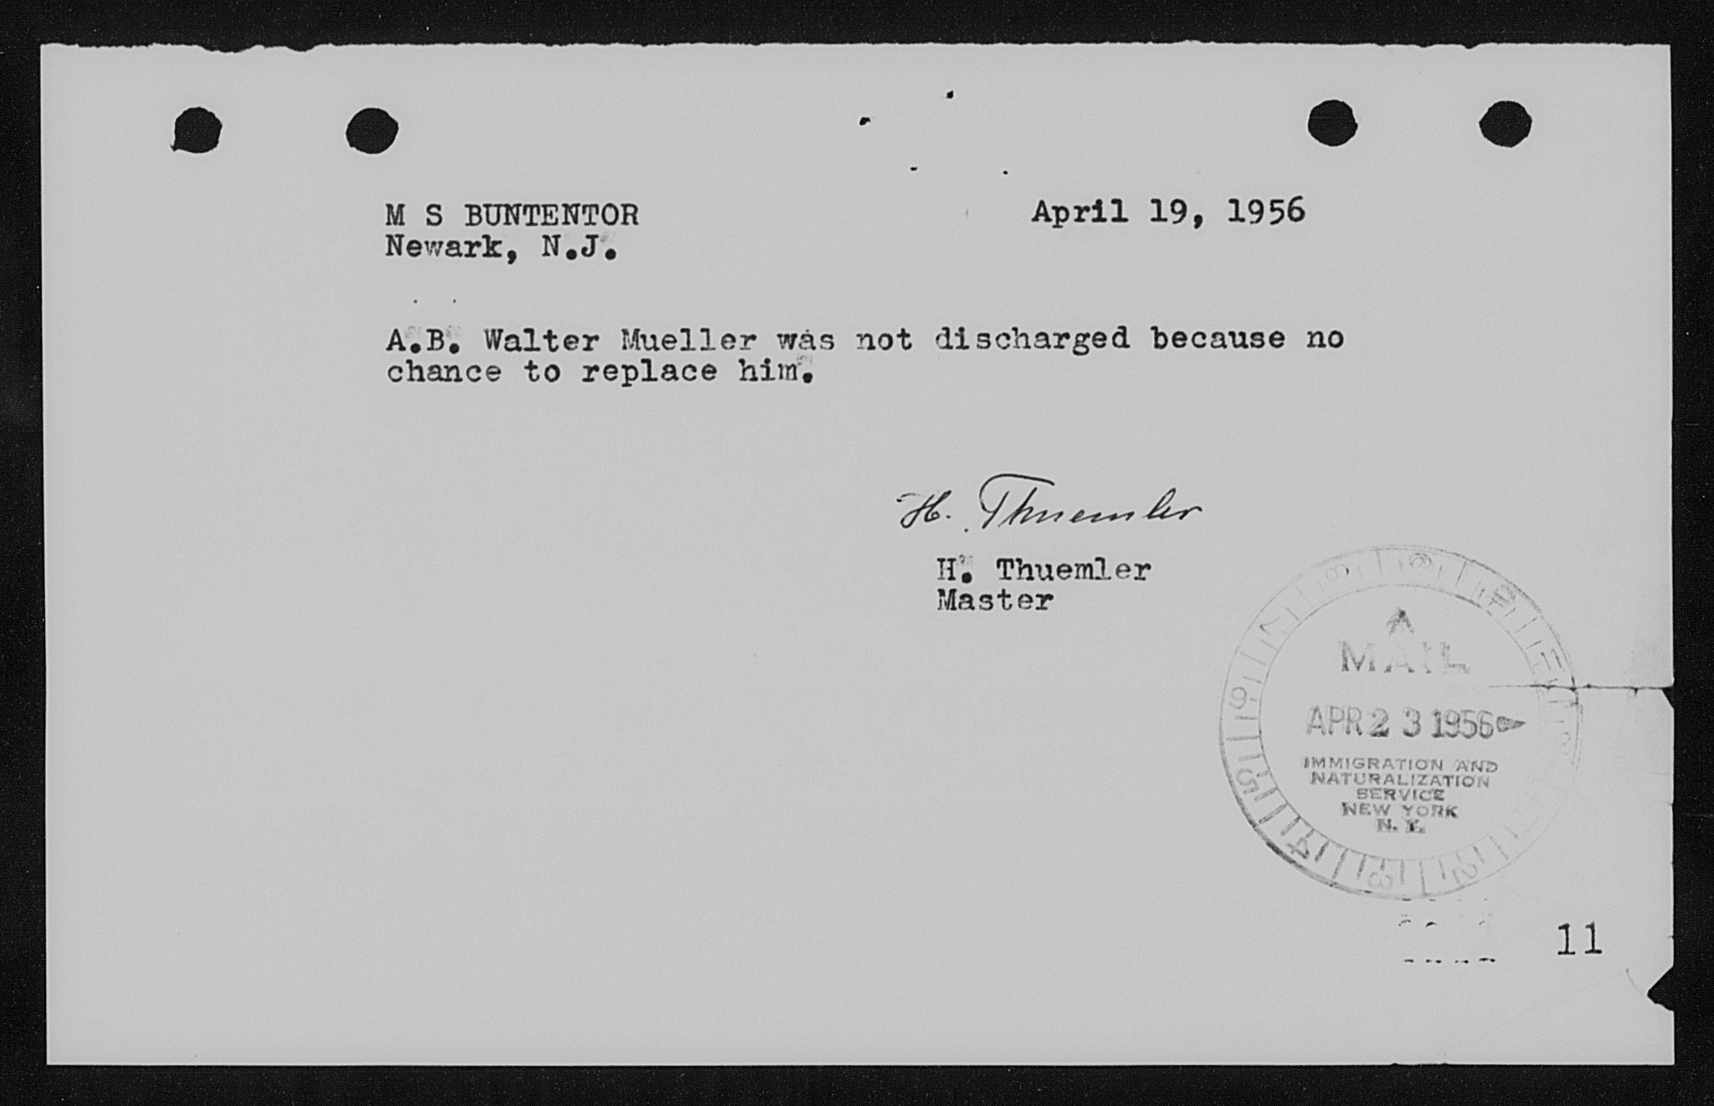 M S BUNTENTOR
April 19, 1956
Newark, N.J.
A.B. Walter Mueller was not discharged because no
chance to replace him.
H. Thuemler
H. Thuemler
Master
A
MAIL
APR 23 1956
IMMIGRATION AND
NATURALIZATION
SERVICE
NEW YORK
N. Y.
11